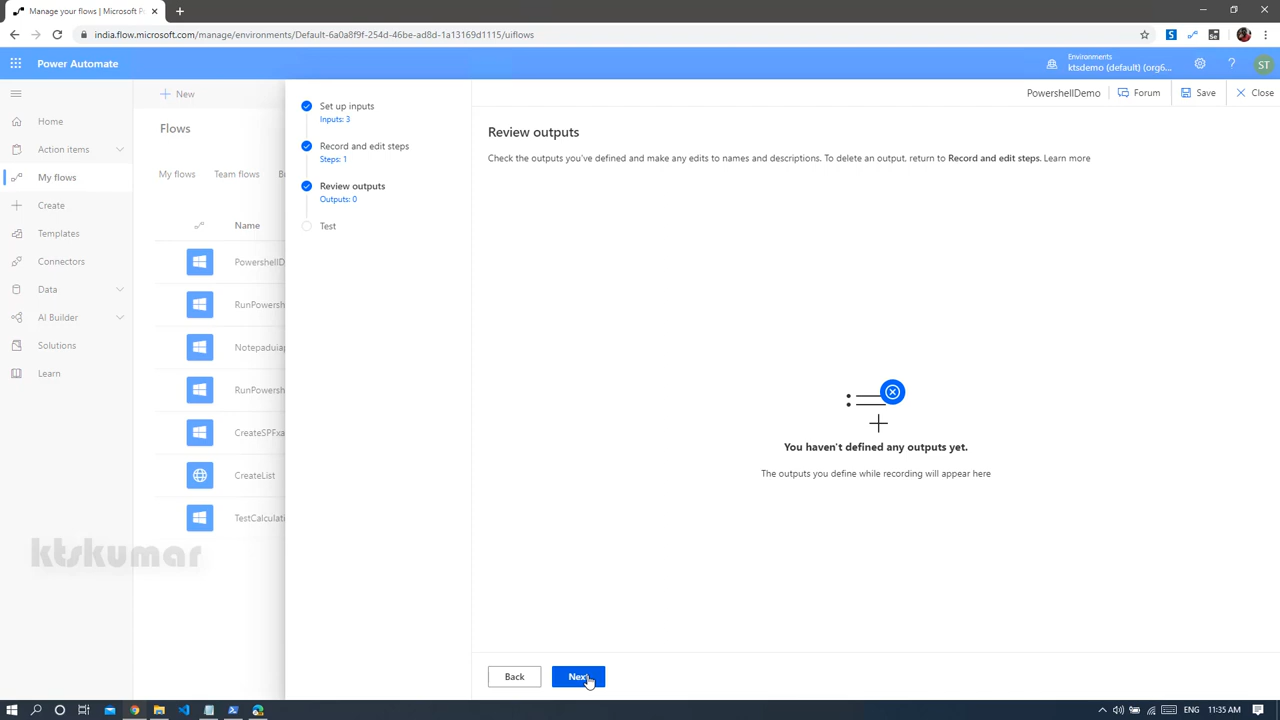 Manage your flows | Microsoft P
india.flow.microsoft.com/manage/environments/Default-6a0a8f9f-254d-46be-ad8d-1a13169d1115/uiflows
Power Automate
Environments
ktsdemo (default) (org6...
ST
New
Home
Action items
My flows
Create
Templates
Connectors
Data
AI Builder
Solutions
Learn
Flows
My flows
Team flows
Name
PowershellD
RunPowersh
Notepaduiap
RunPowersh
CreateSPFxa
CreateList
TestCalculati
ktskumar
Set up inputs
Inputs: 3
Record and edit steps
Steps: 1
Review outputs
Outputs: 0
Test
PowershellDemo
Forum
Save
Close
Review outputs
Check the outputs you've defined and make any edits to names and descriptions. To delete an output, return to Record and edit steps. Learn more
You haven't defined any outputs yet.
The outputs you define while recording will appear here
Back
Next
ENG
11:35 AM